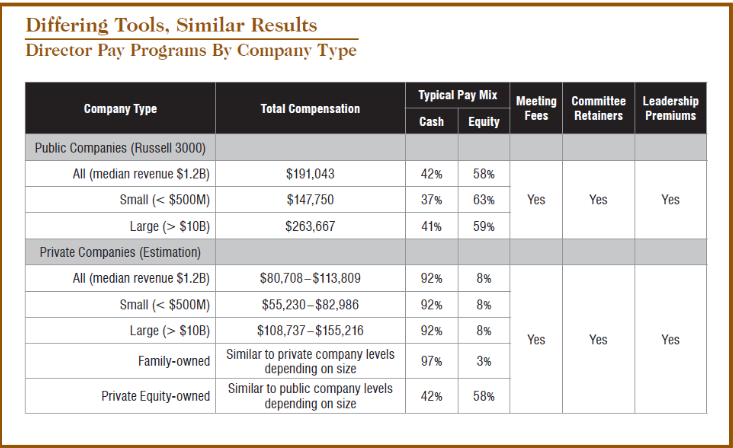 Differing Tools, Similar Results
Director Pay Programs By Company Type
Company Type Total Compensation Typical Pay Mix Meeting Fees Committee Retainers Leadership Premiums
Cash Equity
Public Companies (Russell 3000)
All (median revenue $1.2B) $191,043 42% 58%
Small (< $500M) $147,750 37% 63% Yes Yes Yes
Large (> $10B) $263,667 41% 59%
Private Companies (Estimation)
All (median revenue $1.2B) $80,708–$113,809 92% 8%
Small (< $500M) $55,230–$82,986 92% 8%
Large (> $10B) $108,737–$155,216 92% 8%
Yes Yes Yes
Family-owned Similar to private company levels depending on size 97% 3%
Private Equity-owned Similar to public company levels depending on size 42% 58%